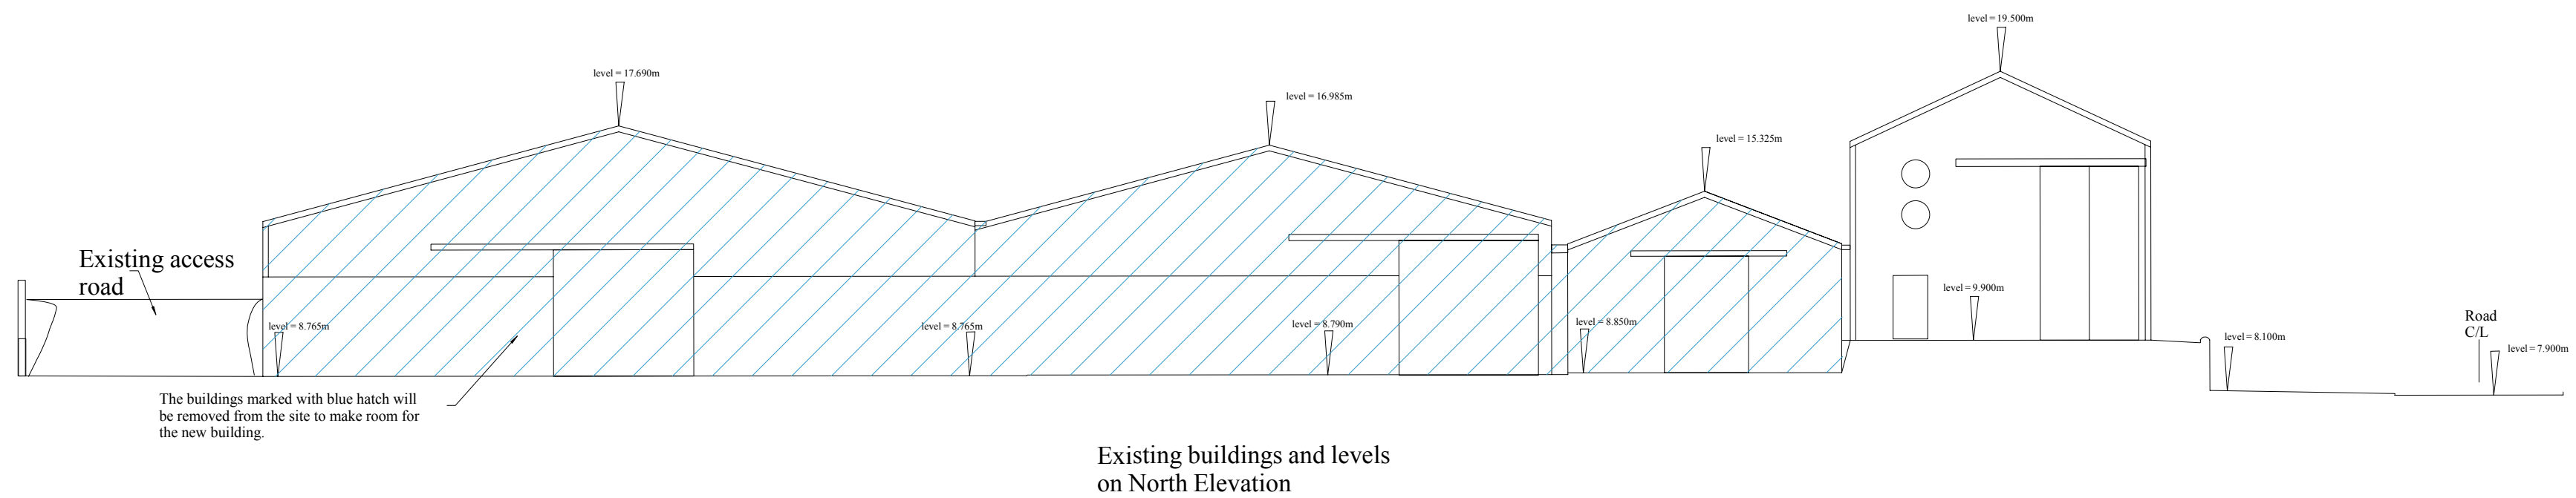 level = 19.500m
level = 17.690m
level = 16.985m
level = 15.325m
Existing access
road
level = 9.900m
level = 8.765m
level = 8.765m
level = 8.790m
level = 8.850m
level = 8.100m
Road
C/L
level = 7.900m
The buildings marked with blue hatch will
be removed from the site to make room for
the new building.
Existing buildings and levels
on North Elevation